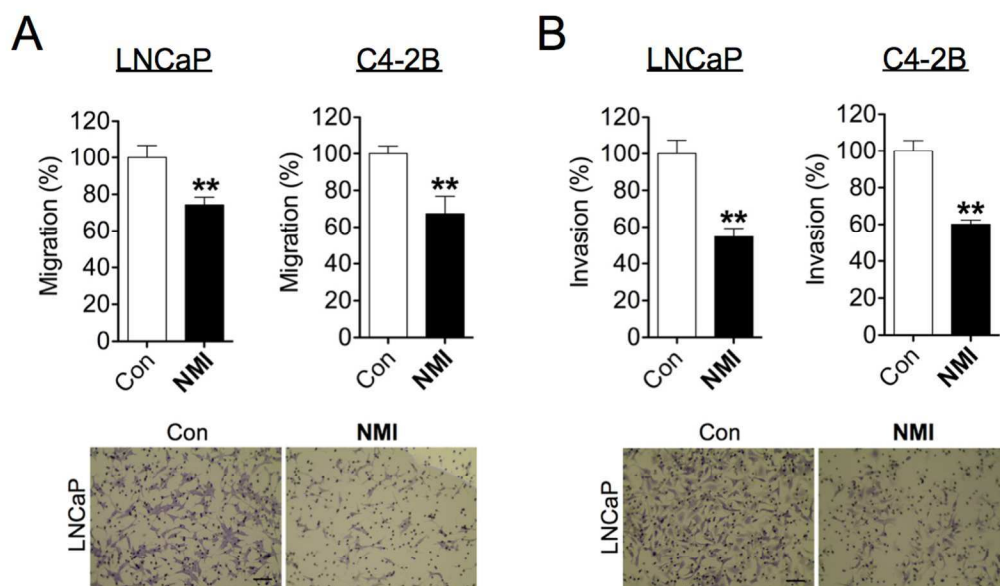 A
LNCaP
C4-2B
Migration (%)
120
100
80
60
40
20
0
**
Con
NMI
Migration (%)
120
100
80
60
40
20
0
**
Con
NMI
Con
NMI
LNCaP
B
LNCaP
C4-2B
Invasion (%)
120
100
80
60
40
20
0
**
Con
NMI
Invasion (%)
120
100
80
60
40
20
0
**
Con
NMI
Con
NMI
LNCaP